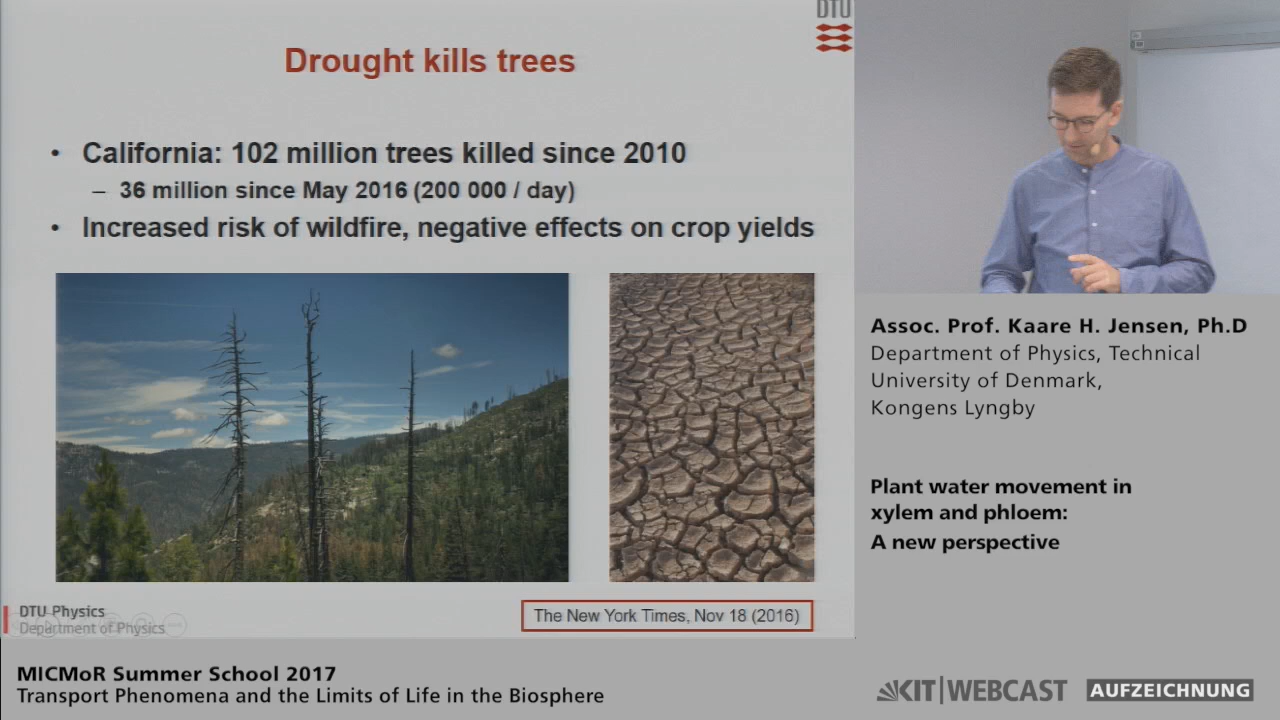 DTU
Drought kills trees
• California: 102 million trees killed since 2010
– 36 million since May 2016 (200 000 / day)
• Increased risk of wildfire, negative effects on crop yields
DTU Physics
Department of Physics
The New York Times, Nov 18 (2016)
Assoc. Prof. Kaare H. Jensen, Ph.D
Department of Physics, Technical
University of Denmark,
Kongens Lyngby
Plant water movement in
xylem and phloem:
A new perspective
MICMoR Summer School 2017
Transport Phenomena and the Limits of Life in the Biosphere
KIT|WEBCAST AUFZEICHNUNG